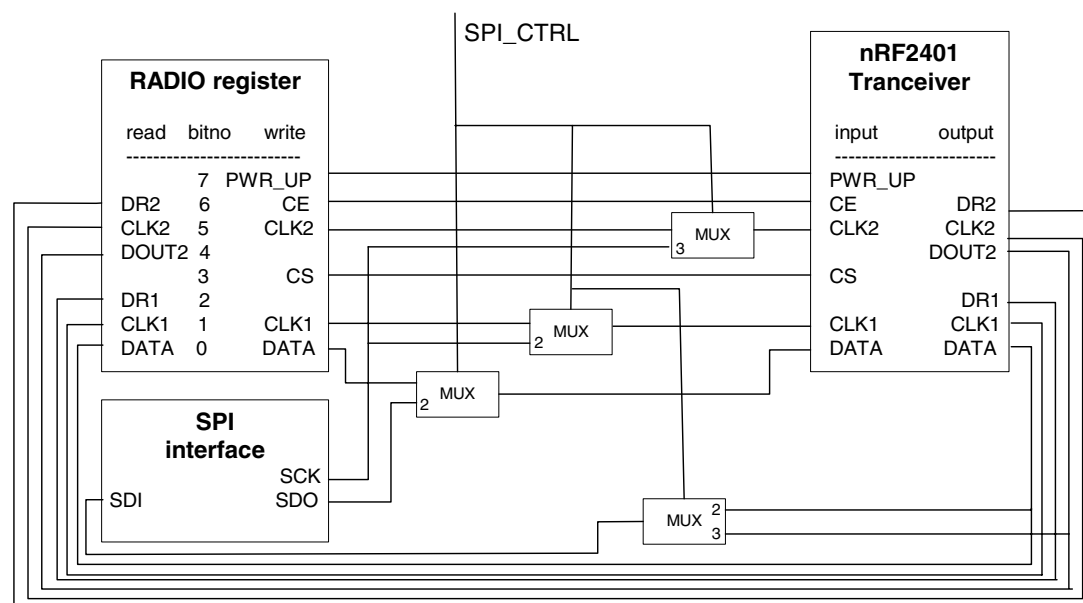 SPI_CTRL
RADIO register
read bitno write
----------------------------
7 PWR_UP
DR2 6 CE
CLK2 5 CLK2
DOUT2 4
3 CS
DR1 2
CLK1 1 CLK1
DATA 0 DATA
nRF2401
Tranceiver
input output
--------------------------
PWR_UP
CE DR2
CLK2 CLK2
DOUT2
CS
DR1
CLK1 CLK1
DATA DATA
MUX
3
MUX
2
MUX
2
SPI
interface
SCK
SDI SDO
MUX 2
3